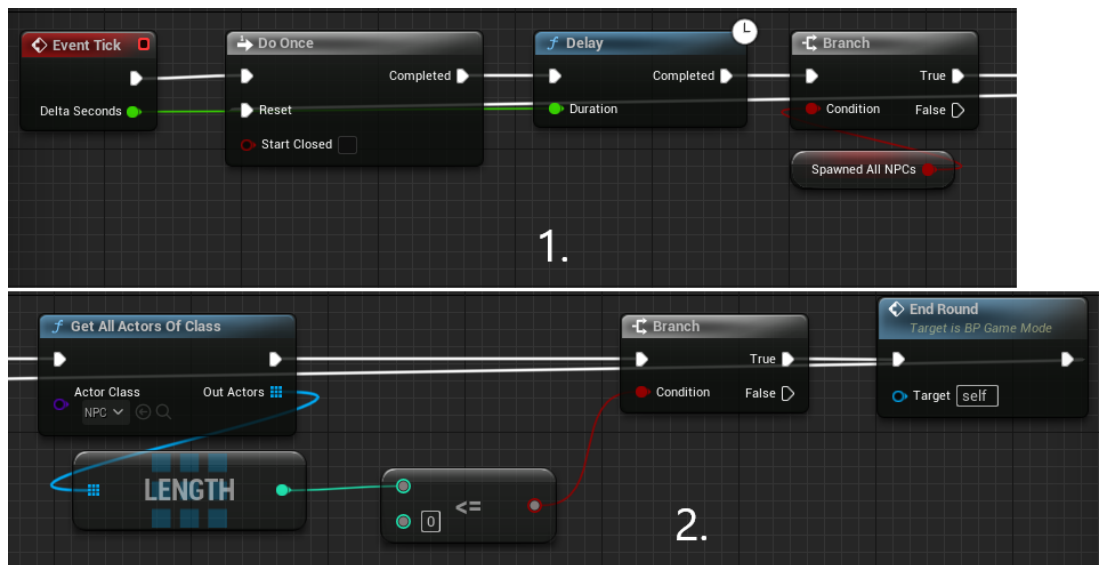 Event Tick
Delta Seconds
Do Once
Completed
Reset
Start Closed
Delay
Completed
Duration
Branch
True
Condition
False
Spawned All NPCs
1.
Get All Actors Of Class
Actor Class
Out Actors
NPC
LENGTH
<=
0
Branch
True
Condition
False
End Round
Target is BP Game Mode
Target self
2.